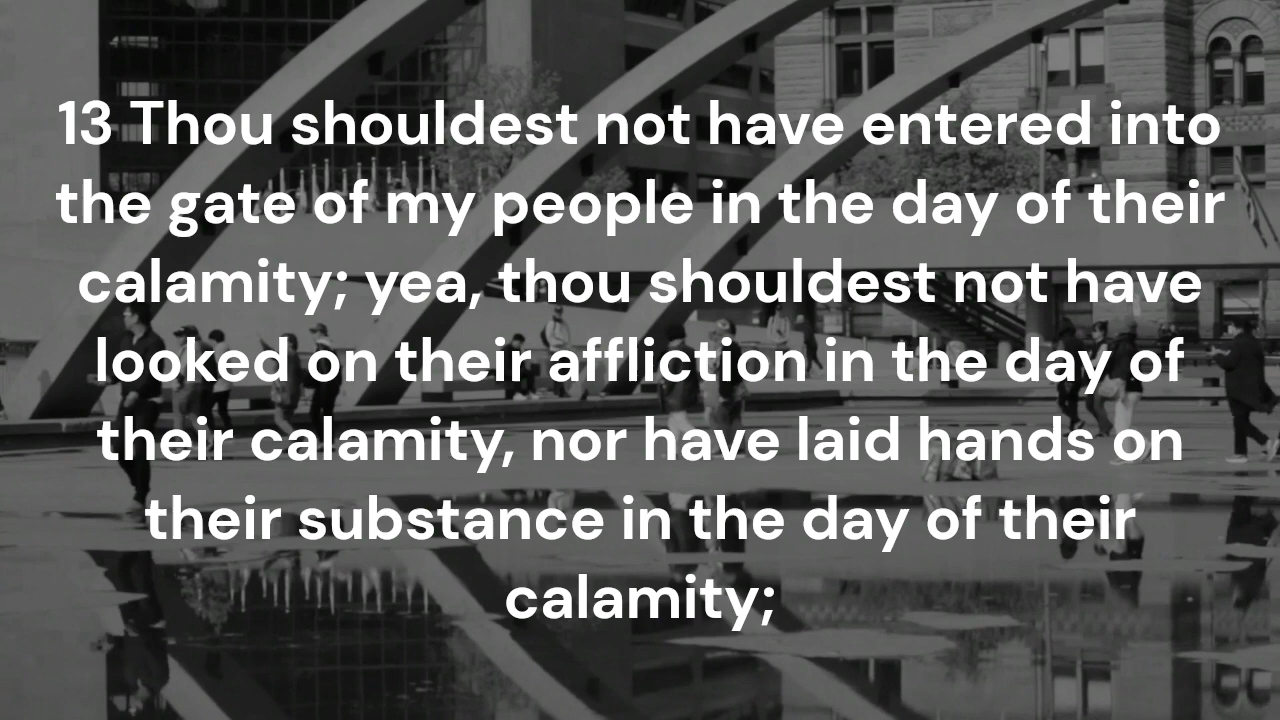 13 Thou shouldest not have entered into
the gate of my people in the day of their
calamity; yea, thou shouldest not have
looked on their affliction in the day of
their calamity, nor have laid hands on
their substance in the day of their
calamity;